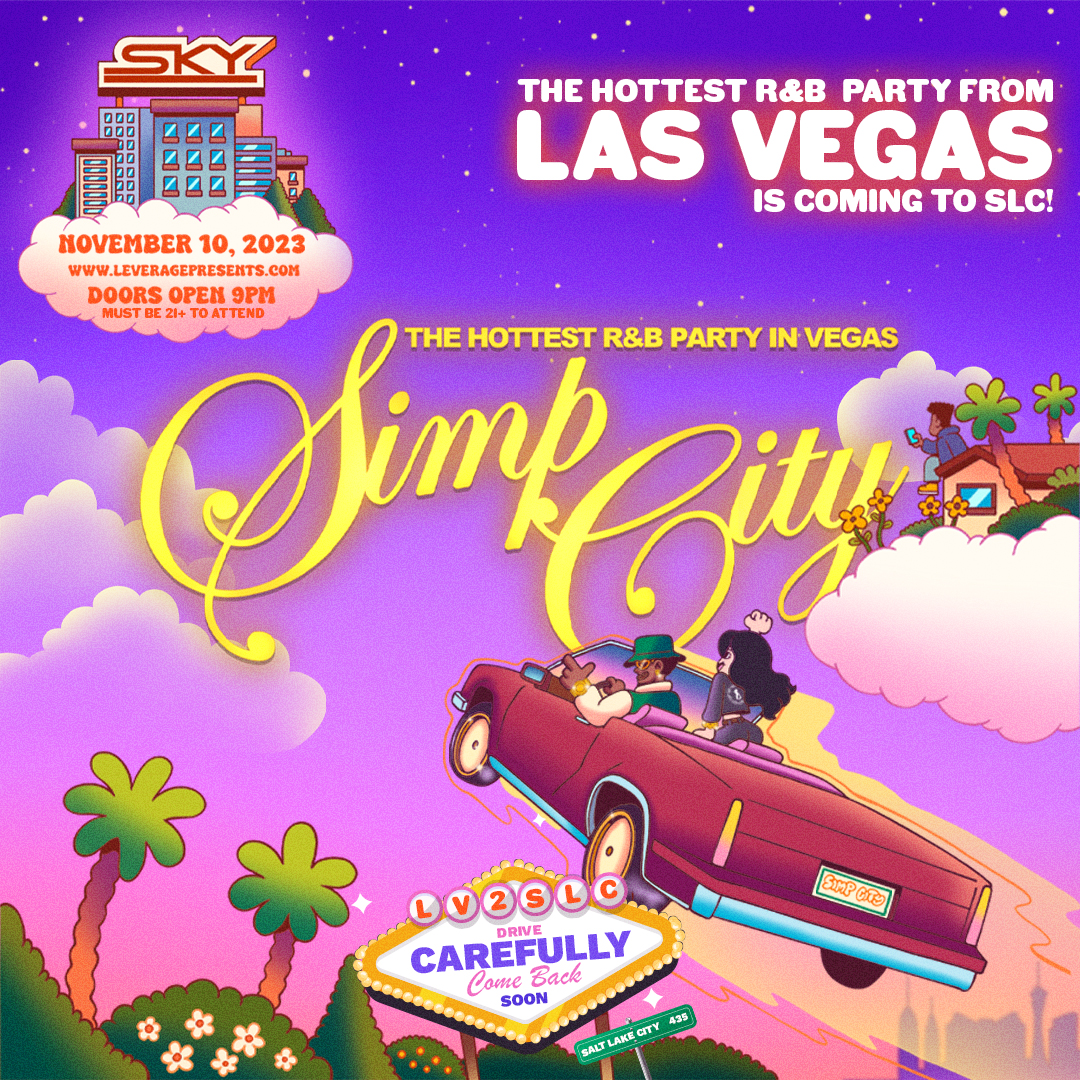 SKY
NOVEMBER 10, 2023
WWW.LEVERAGEPRESENTS.COM
DOORS OPEN 9PM
MUST BE 21+ TO ATTEND
THE HOTTEST R&B PARTY FROM
LAS VEGAS
IS COMING TO SLC!
THE HOTTEST R&B PARTY IN VEGAS
Simp City
SIMP CITY
LV2SLC
DRIVE
CAREFULLY
Come Back
SOON
SALT LAKE CITY 435